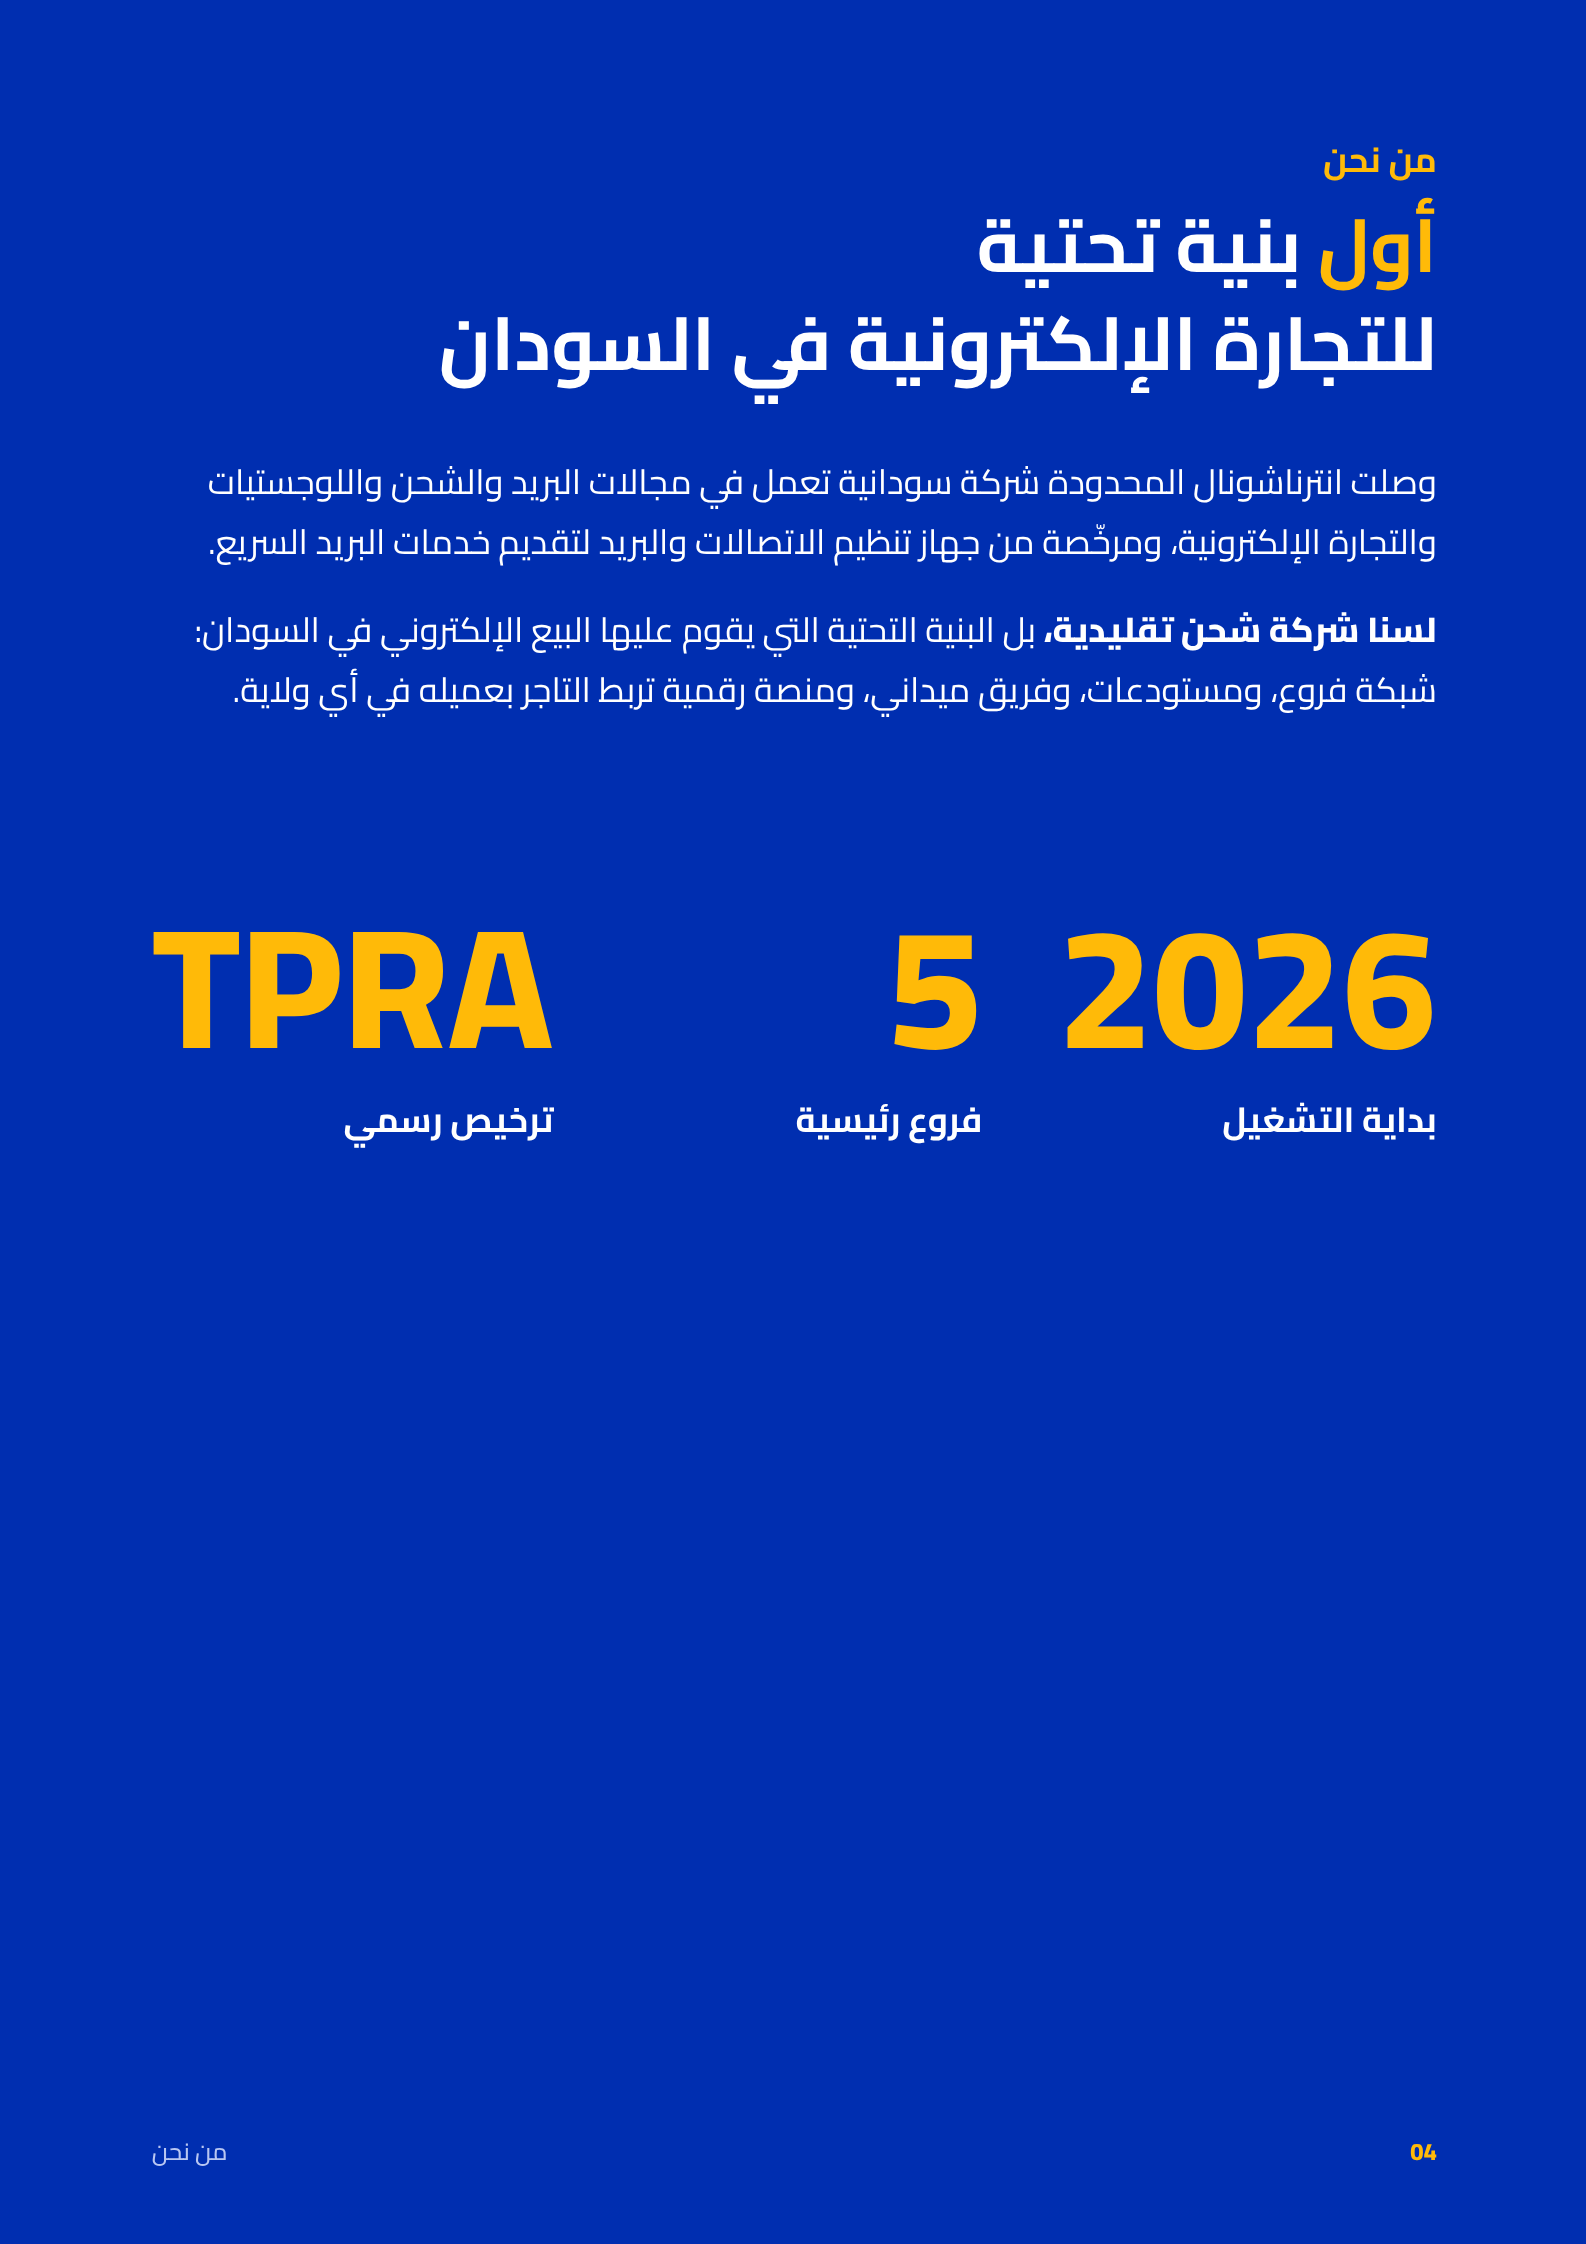 من نحن
أول بنية تحتية
للتجارة الإلكترونية في السودان
وصلت انترناشونال المحدودة شركة سودانية تعمل في مجالات البريد والشحن واللوجستيات
والتجارة الإلكترونية، ومرخّصة من جهاز تنظيم الاتصالات والبريد لتقديم خدمات البريد السريع.
لسنا شركة شحن تقليدية، بل البنية التحتية التي يقوم عليها البيع الإلكتروني في السودان:
شبكة فروع، ومستودعات، وفريق ميداني، ومنصة رقمية تربط التاجر بعميله في أي ولاية.
2026
بداية التشغيل
5
فروع رئيسية
TPRA
ترخيص رسمي
04
من نحن